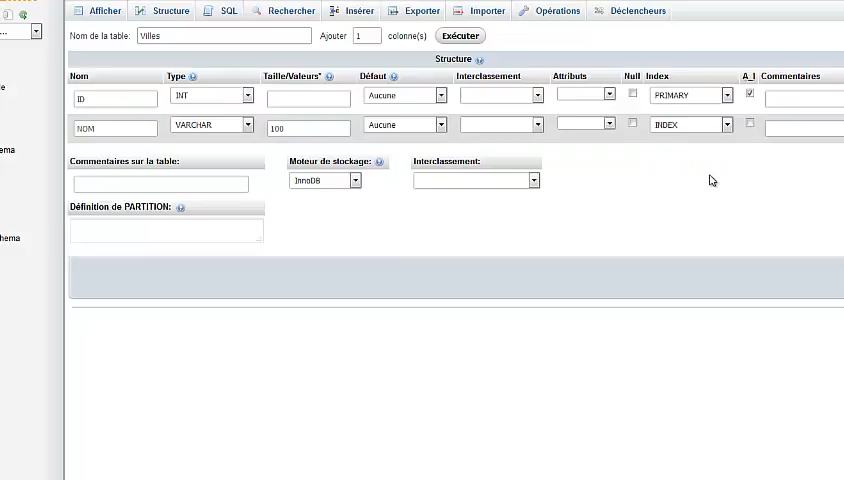 Afficher Structure SQL Rechercher Insérer Exporter Importer Opérations Déclencheurs
...
Nom de la table: Villes Ajouter 1 colonne(s) Exécuter
Structure
Nom Type Taille/Valeurs* Défaut Interclassement Attributs Null Index A_I Commentaires
ID INT Aucune PRIMARY
NOM VARCHAR 100 Aucune INDEX
ema
Commentaires sur la table: Moteur de stockage: Interclassement:
InnoDB
Définition de PARTITION:
hema